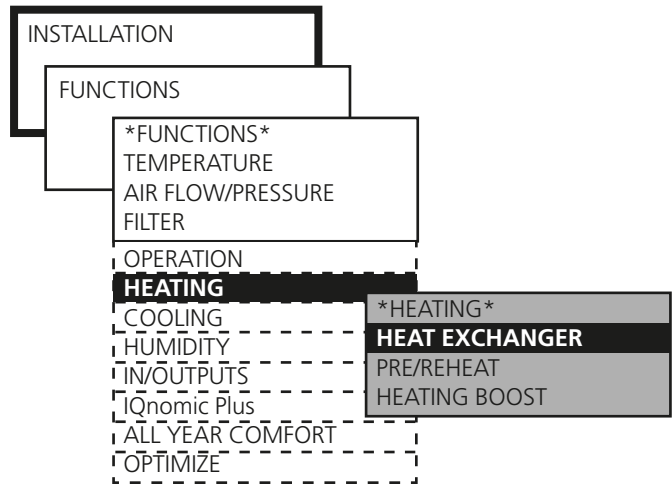 INSTALLATION
FUNCTIONS
*FUNCTIONS*
TEMPERATURE
AIR FLOW/PRESSURE
FILTER
OPERATION
HEATING
COOLING
HUMIDITY
IN/OUTPUTS
IQnomic Plus
ALL YEAR COMFORT
OPTIMIZE
*HEATING*
HEAT EXCHANGER
PRE/REHEAT
HEATING BOOST